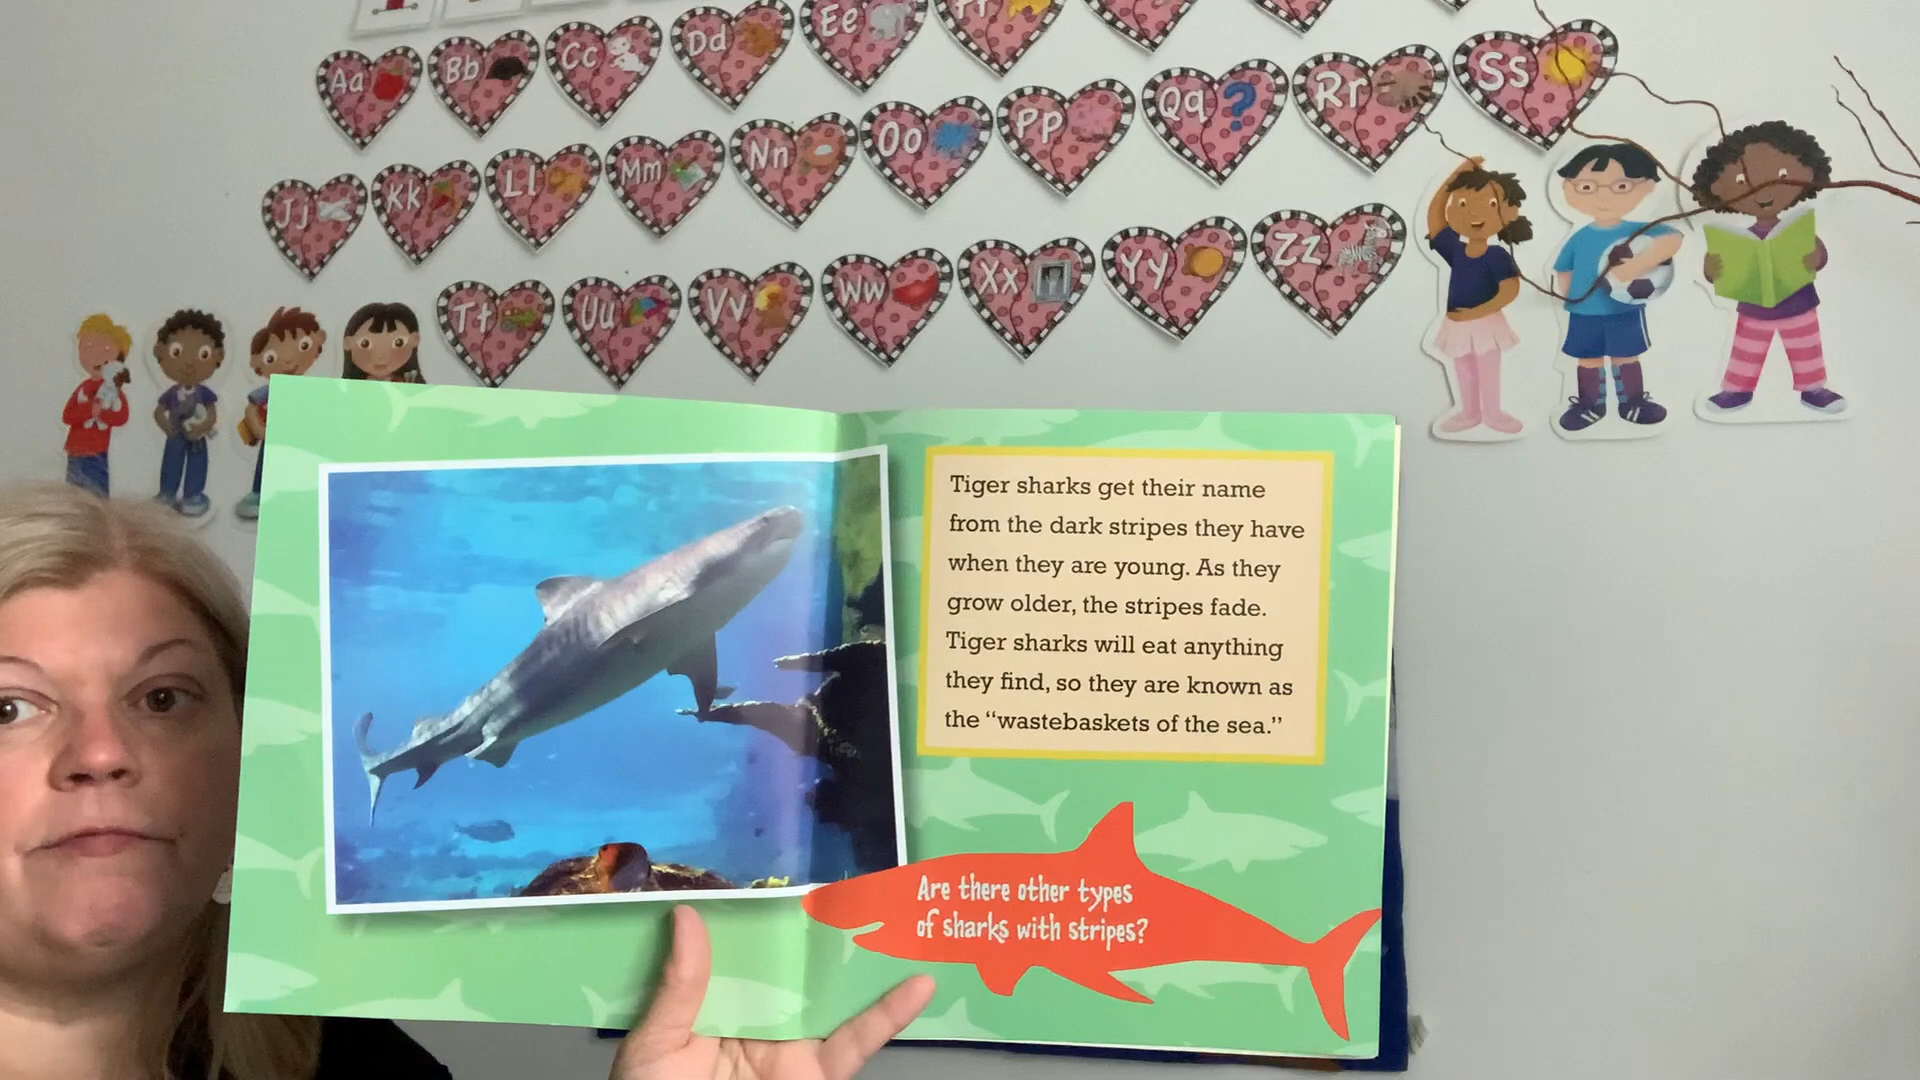 Aa Bb Cc Dd Ee Ff
Jj Kk Ll Mm Nn Oo Pp Qq Rr Ss
Tt Uu Vv Ww Xx Yy Zz
Tiger sharks get their name
from the dark stripes they have
when they are young. As they
grow older, the stripes fade.
Tiger sharks will eat anything
they find, so they are known as
the “wastebaskets of the sea.”
Are there other types
of sharks with stripes?